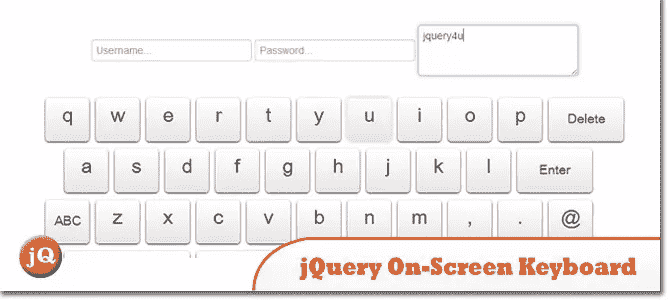 Username... Password... jquery4u
q w e r t y u i o p Delete
a s d f g h j k l Enter
ABC z x c v b n m , . @
jQ jQuery On-Screen Keyboard